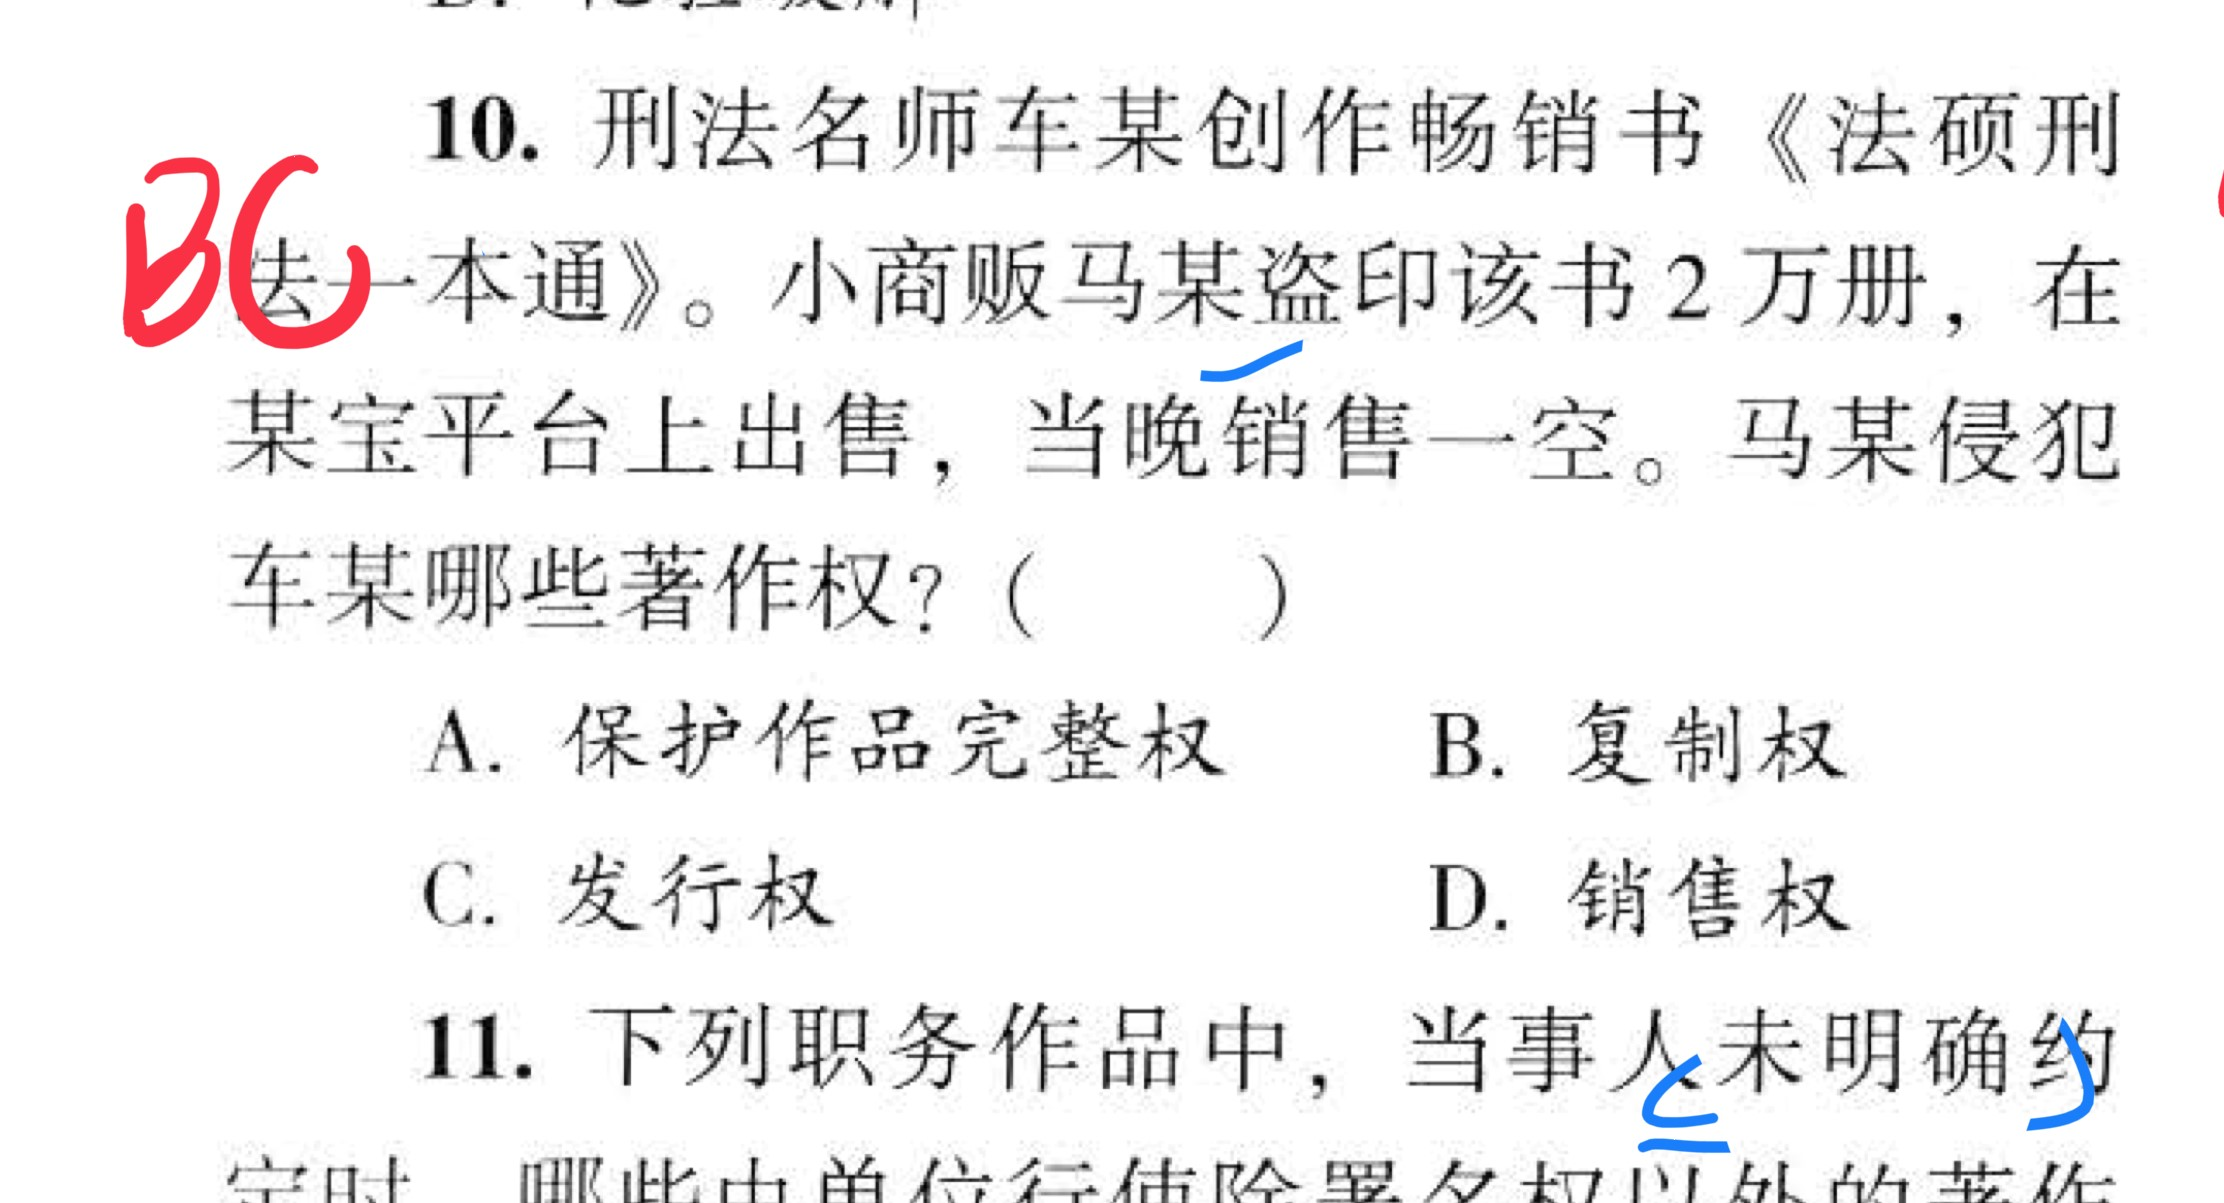 10. 刑法名师车某创作畅销书《法硕刑
BC
法一本通》。小商贩马某盗印该书2万册，在
某宝平台上出售，当晚销售一空。马某侵犯
车某哪些著作权？（ ）
A. 保护作品完整权 B. 复制权
C. 发行权 D. 销售权
11. 下列职务作品中，当事人未明确约
定时，哪些由单位行使除署名权以外的著作